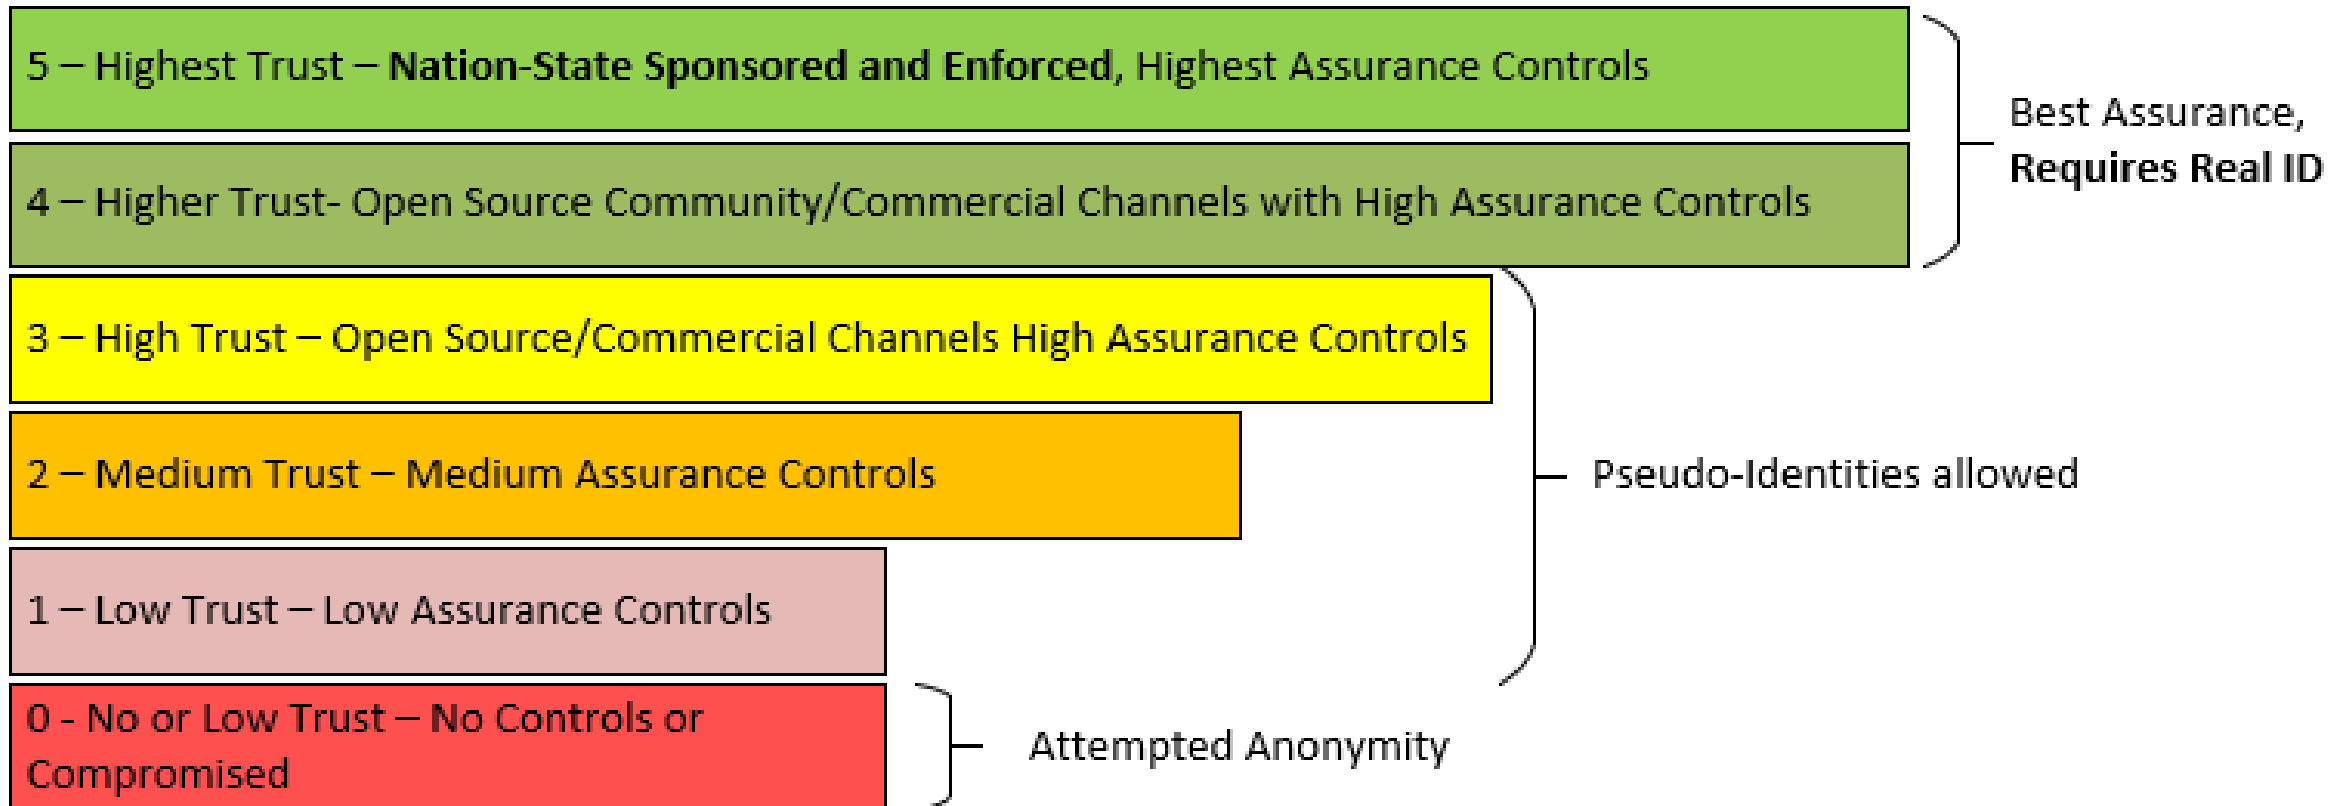 5 – Highest Trust – Nation-State Sponsored and Enforced, Highest Assurance Controls
4 – Higher Trust- Open Source Community/Commercial Channels with High Assurance Controls
Best Assurance,
Requires Real ID
3 – High Trust – Open Source/Commercial Channels High Assurance Controls
2 – Medium Trust – Medium Assurance Controls
1 – Low Trust – Low Assurance Controls
Pseudo-Identities allowed
0 - No or Low Trust – No Controls or
Compromised
Attempted Anonymity